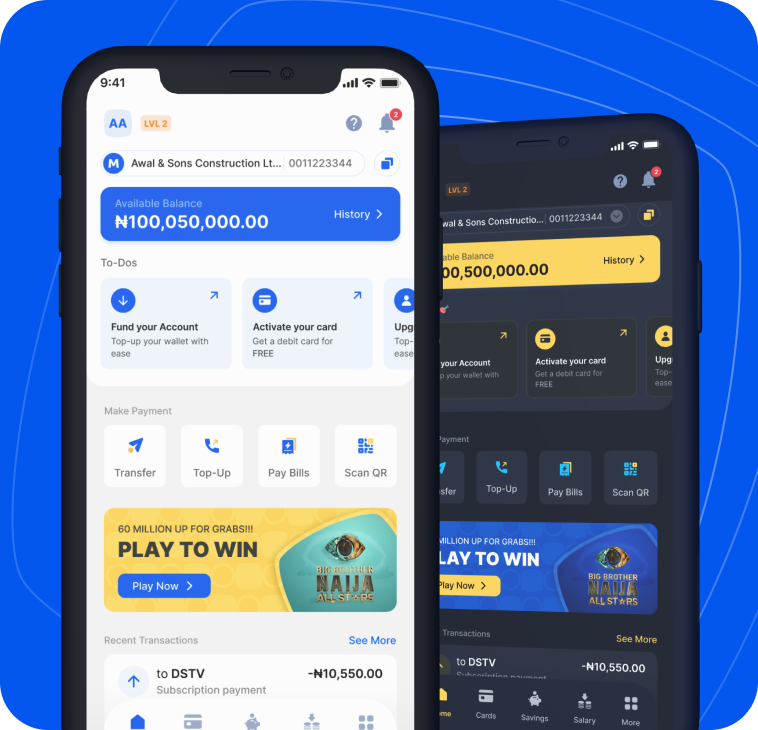 9:41
AA
LVL 2
2
M
Awal & Sons Construction Lt...
0011223344
Available Balance
₦100,050,000.00
History
To-Dos
Fund your Account
Top-up your wallet with
ease
Activate your card
Get a debit card for
FREE
Upg
Top-
ease
Make Payment
Transfer
Top-Up
Pay Bills
Scan QR
60 MILLION UP FOR GRABS!!!
PLAY TO WIN
Play Now
BIG BROTHER
NAIJA
ALL STARS
Recent Transactions
See More
to DSTV
-₦10,550.00
Subscription payment
LVL 2
2
wal & Sons Constructio...
0011223344
able Balance
00,500,000.00
History
your Account
p your wallet with
Activate your card
Get a debit card for
FREE
Upg
Top-
ease
Payment
sfer
Top-Up
Pay Bills
Scan QR
MILLION UP FOR GRABS!!!
LAY TO WIN
Play Now
BIG BROTHER
NAIJA
ALL STARS
Transactions
See More
to DSTV
-₦10,550.00
Subscription payment
ome
Cards
Savings
Salary
More